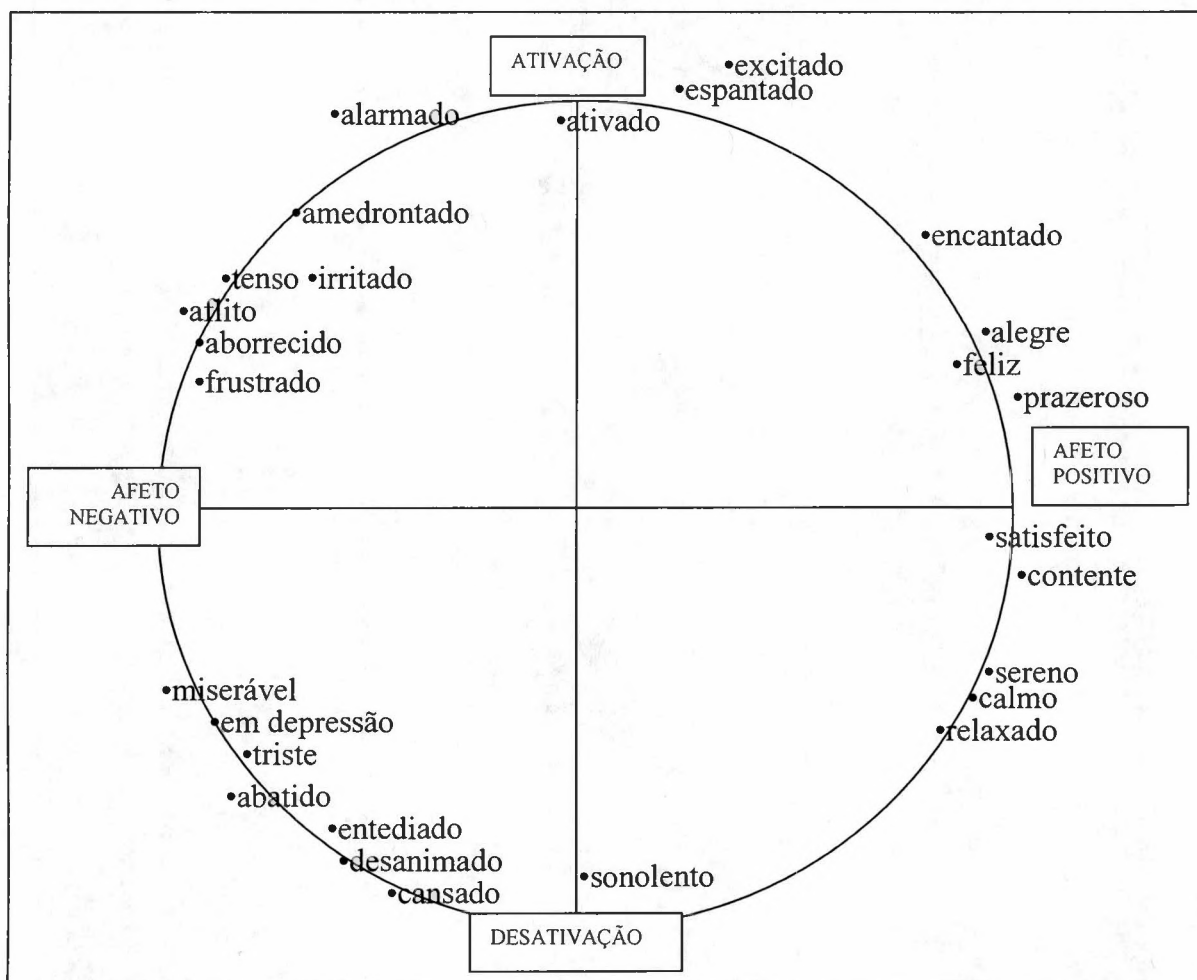 ATIVAÇÃO
•excitado
•espantado
•alarmado
•ativado
•amedrontado
•encantado
•tenso •irritado
•aflito
•alegre
•aborrecido
•feliz
•frustrado
•prazeroso
AFETO
POSITIVO
AFETO
NEGATIVO
•satisfeito
•contente
•sereno
•miserável
•calmo
•em depressão
•relaxado
•triste
•abatido
•entediado
•desanimado
•sonolento
•cansado
DESATIVAÇÃO